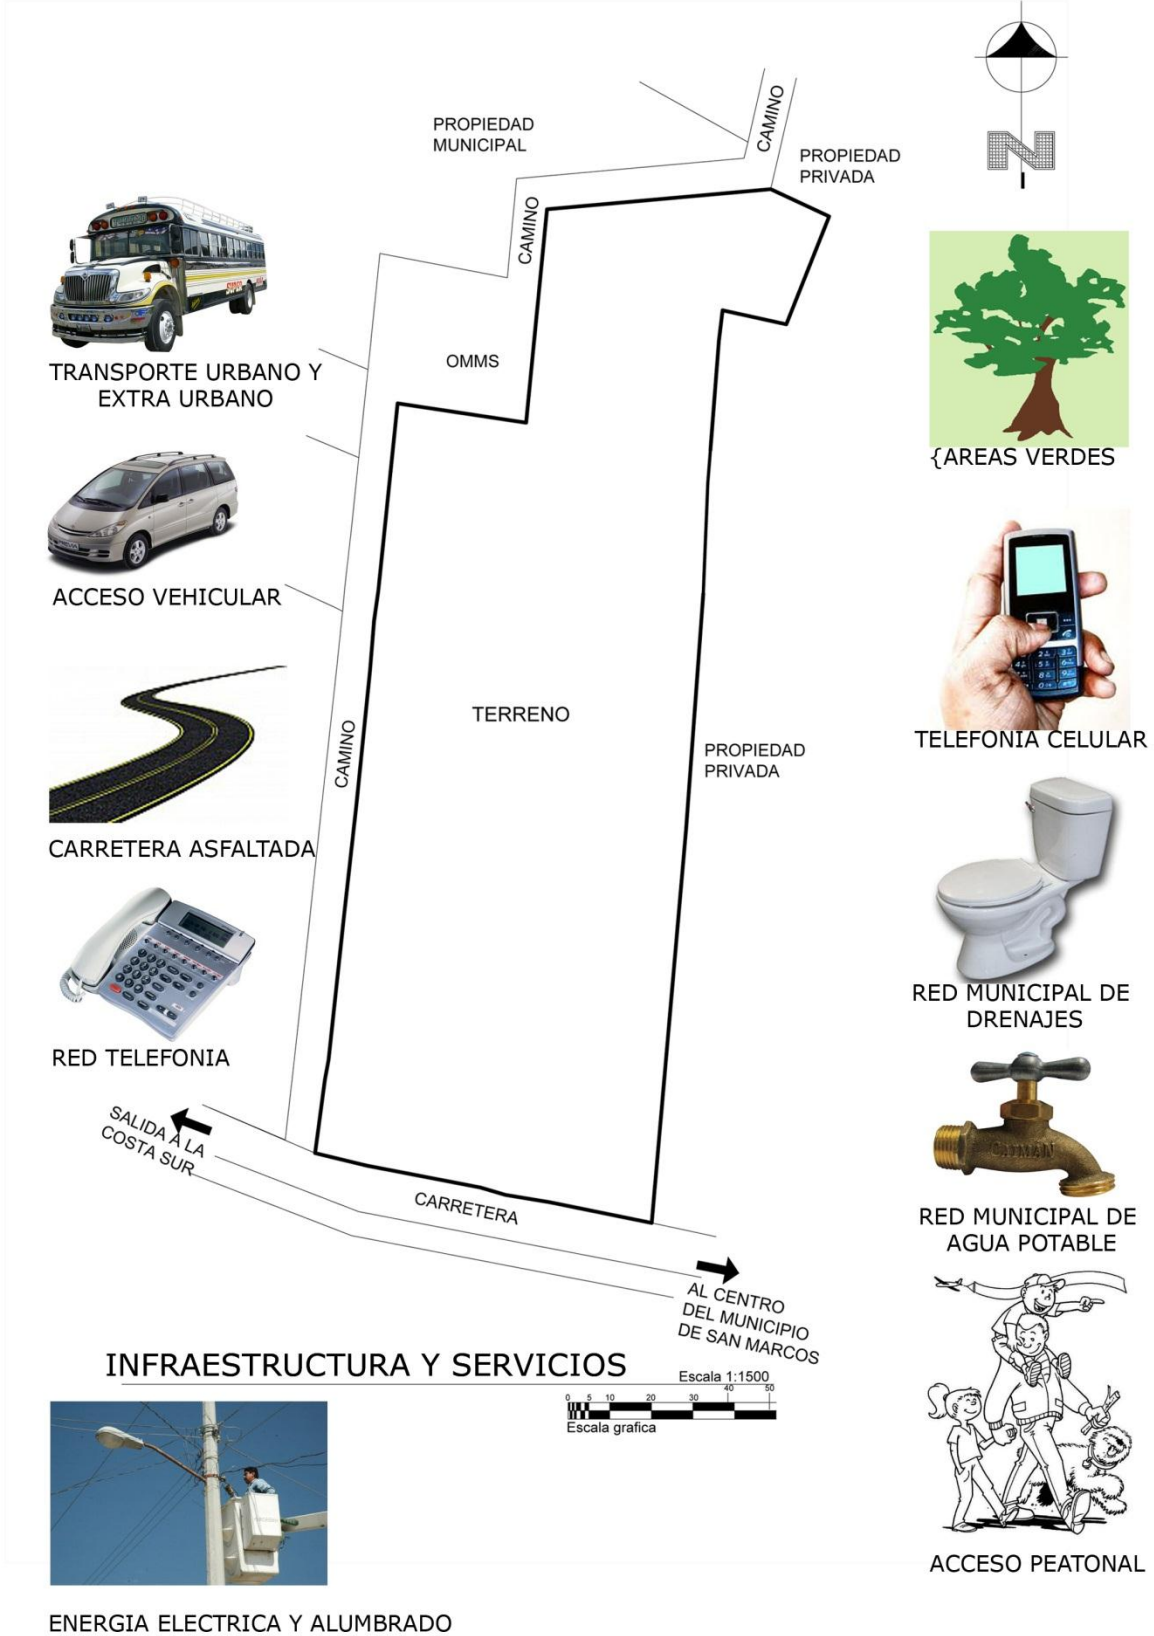 PROPIEDAD
MUNICIPAL
CAMINO
PROPIEDAD
PRIVADA
N
CAMINO
OMMS
TRANSPORTE URBANO Y
EXTRA URBANO
{AREAS VERDES
ACCESO VEHICULAR
TERRENO
CAMINO
PROPIEDAD
PRIVADA
TELEFONIA CELULAR
CARRETERA ASFALTADA
RED MUNICIPAL DE
DRENAJES
RED TELEFONIA
SALIDA A LA
COSTA SUR
CARRETERA
CAIMAN
RED MUNICIPAL DE
AGUA POTABLE
AL CENTRO
DEL MUNICIPIO
DE SAN MARCOS
INFRAESTRUCTURA Y SERVICIOS
Escala 1:1500
0 5 10 20 30 40 50
Escala grafica
ACCESO PEATONAL
ENERGIA ELECTRICA Y ALUMBRADO